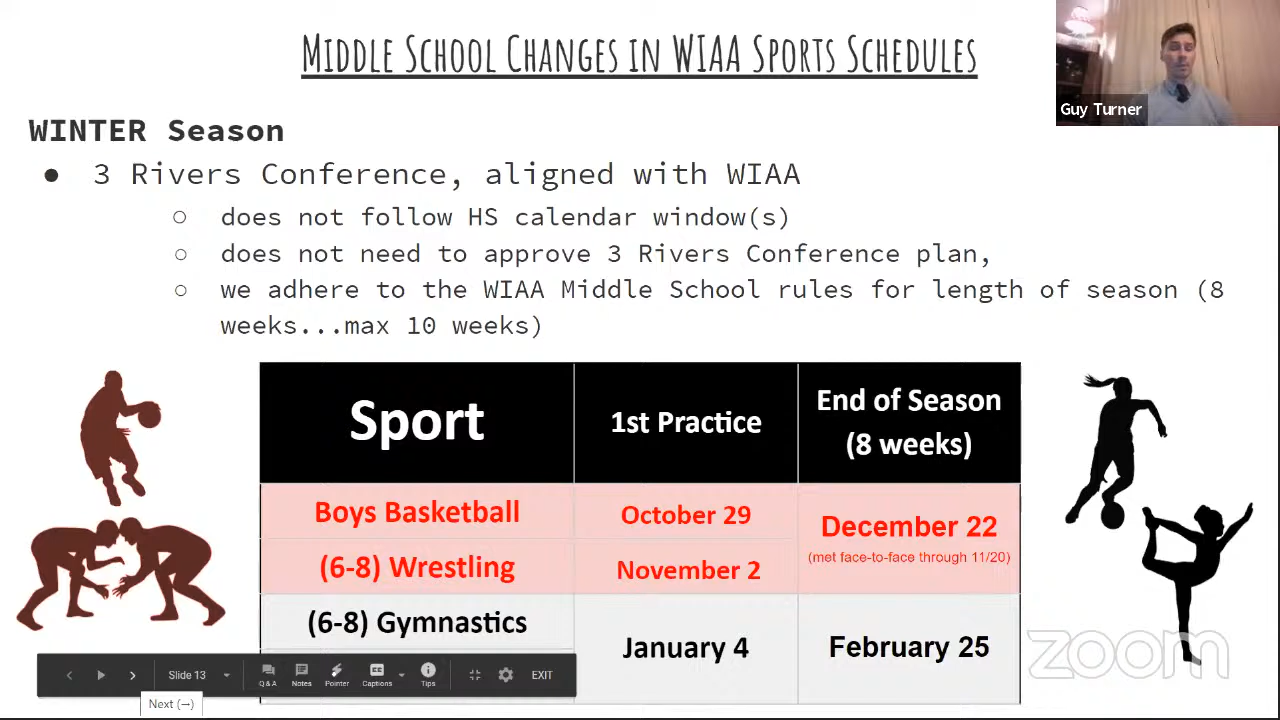 MIDDLE SCHOOL CHANGES IN WIAA SPORTS SCHEDULES
Guy Turner
WINTER Season
● 3 Rivers Conference, aligned with WIAA
○ does not follow HS calendar window(s)
○ does not need to approve 3 Rivers Conference plan,
○ we adhere to the WIAA Middle School rules for length of season (8
weeks...max 10 weeks)
Sport
1st Practice
End of Season
(8 weeks)
Boys Basketball
October 29
December 22
(met face-to-face through 11/20)
(6-8) Wrestling
November 2
(6-8) Gymnastics
January 4
February 25
zoom
Slide 13
Q & A
Notes
Pointer
Captions
Tips
EXIT
Next (→)